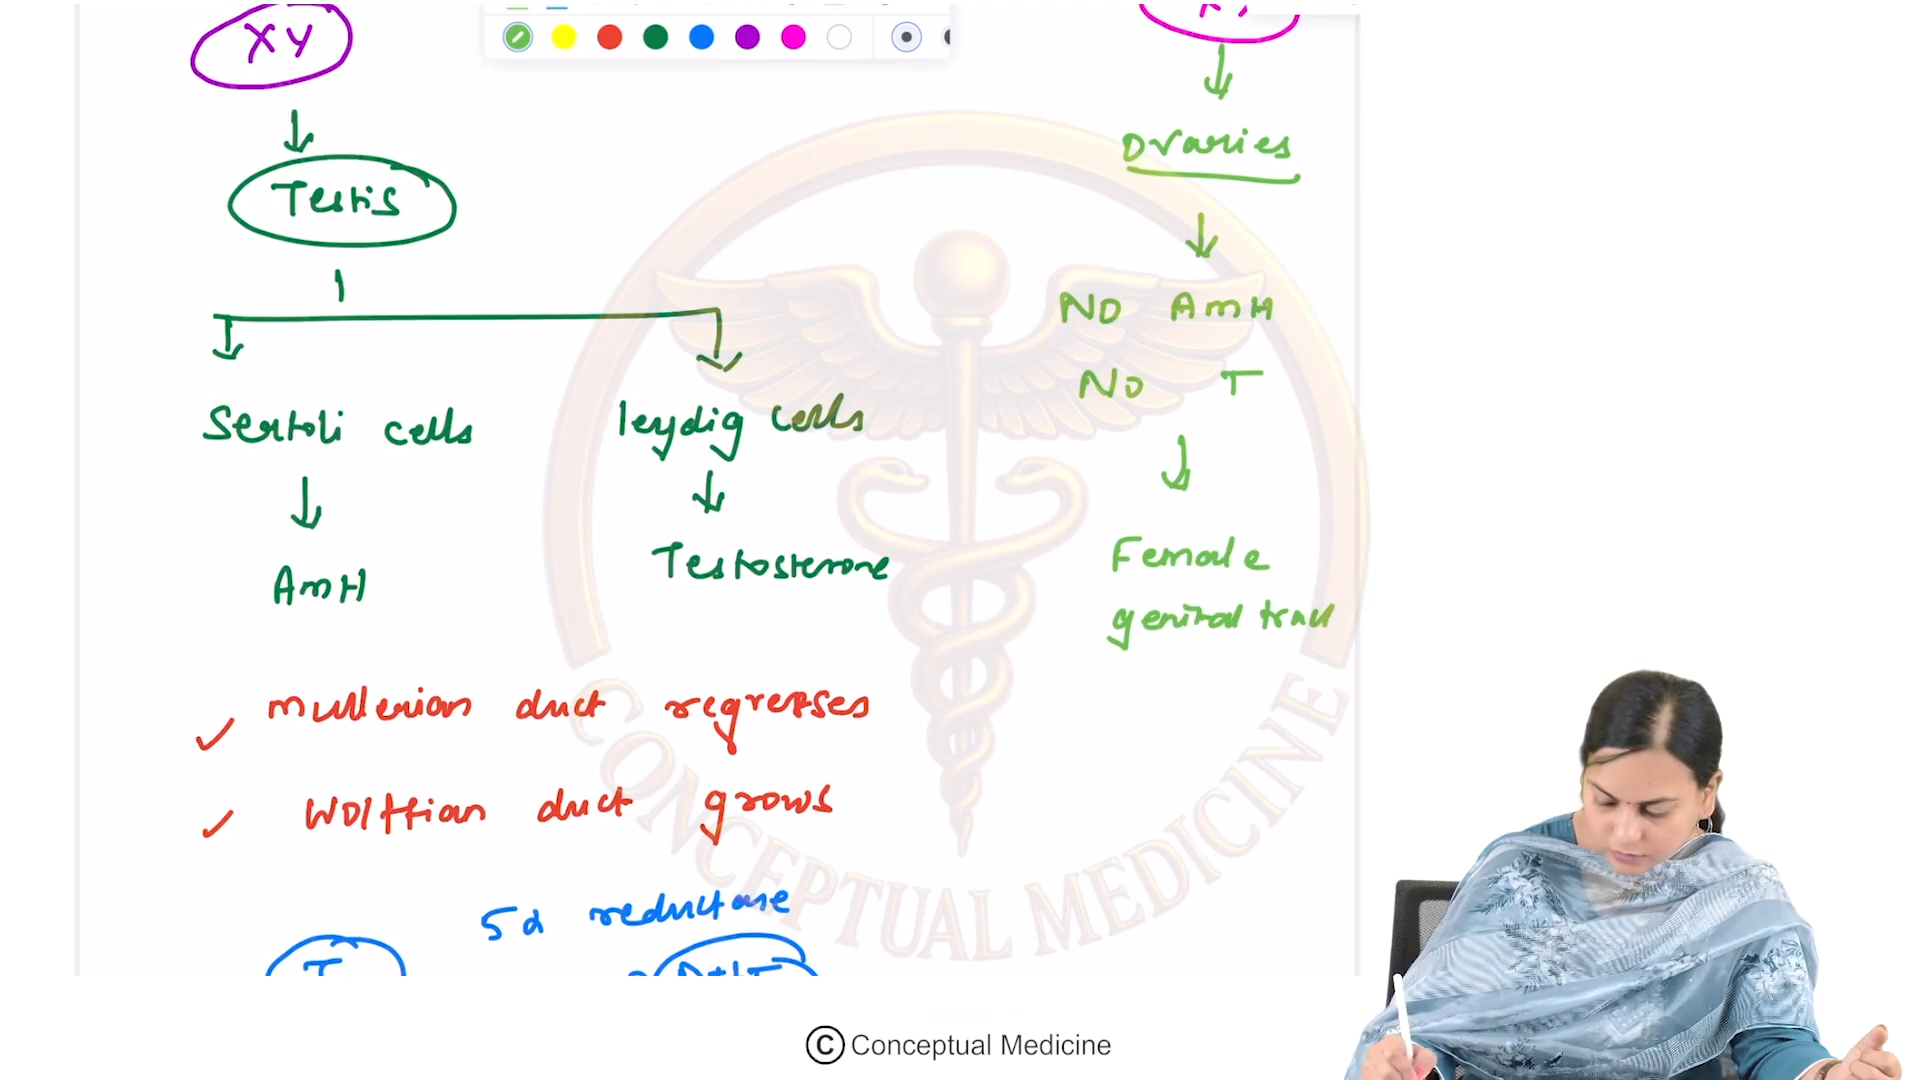 XY
Testis
Sertoli cells
leydig cells
AMH
Testosterone
mullerian duct regresses
Wolffian duct grows
5α reductase
T
DHT
Ovaries
NO AMH
NO T
Female
genital tract
CONCEPTUAL MEDICINE
© Conceptual Medicine